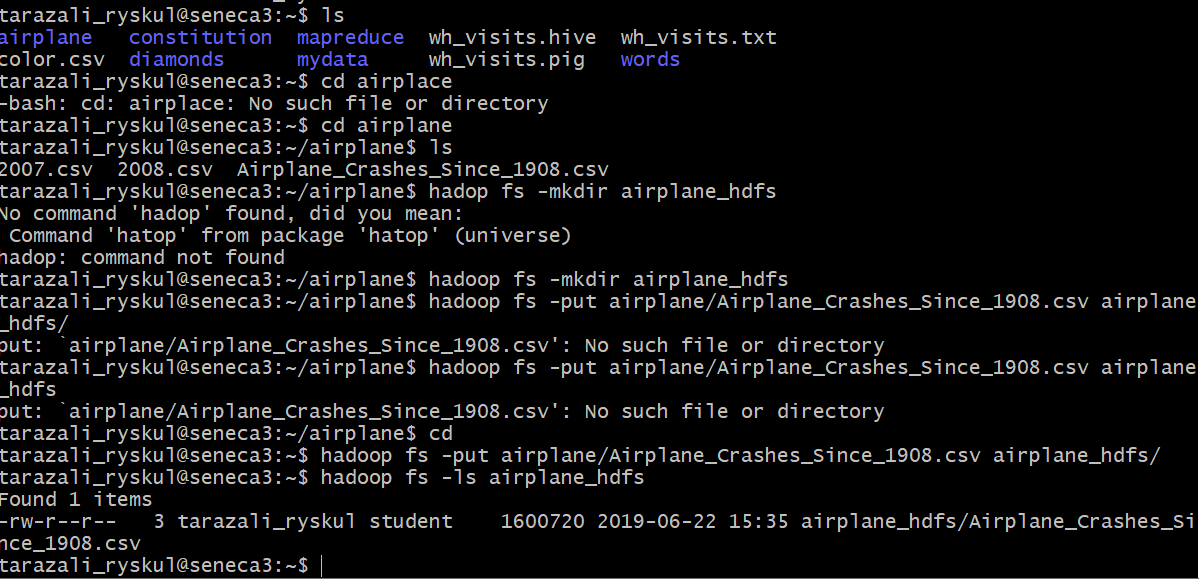 tarazali_ryskul@seneca3:~$ ls
airplane   constitution  mapreduce  wh_visits.hive  wh_visits.txt
color.csv  diamonds      mydata     wh_visits.pig   words
tarazali_ryskul@seneca3:~$ cd airplace
-bash: cd: airplace: No such file or directory
tarazali_ryskul@seneca3:~$ cd airplane
tarazali_ryskul@seneca3:~/airplane$ ls
2007.csv  2008.csv  Airplane_Crashes_Since_1908.csv
tarazali_ryskul@seneca3:~/airplane$ hadop fs -mkdir airplane_hdfs
No command 'hadop' found, did you mean:
 Command 'hatop' from package 'hatop' (universe)
hadop: command not found
tarazali_ryskul@seneca3:~/airplane$ hadoop fs -mkdir airplane_hdfs
tarazali_ryskul@seneca3:~/airplane$ hadoop fs -put airplane/Airplane_Crashes_Since_1908.csv airplane
_hdfs/
put: `airplane/Airplane_Crashes_Since_1908.csv': No such file or directory
tarazali_ryskul@seneca3:~/airplane$ hadoop fs -put airplane/Airplane_Crashes_Since_1908.csv airplane
_hdfs
put: `airplane/Airplane_Crashes_Since_1908.csv': No such file or directory
tarazali_ryskul@seneca3:~/airplane$ cd
tarazali_ryskul@seneca3:~$ hadoop fs -put airplane/Airplane_Crashes_Since_1908.csv airplane_hdfs/
tarazali_ryskul@seneca3:~$ hadoop fs -ls airplane_hdfs
Found 1 items
-rw-r--r--   3 tarazali_ryskul student    1600720 2019-06-22 15:35 airplane_hdfs/Airplane_Crashes_Si
nce_1908.csv
tarazali_ryskul@seneca3:~$